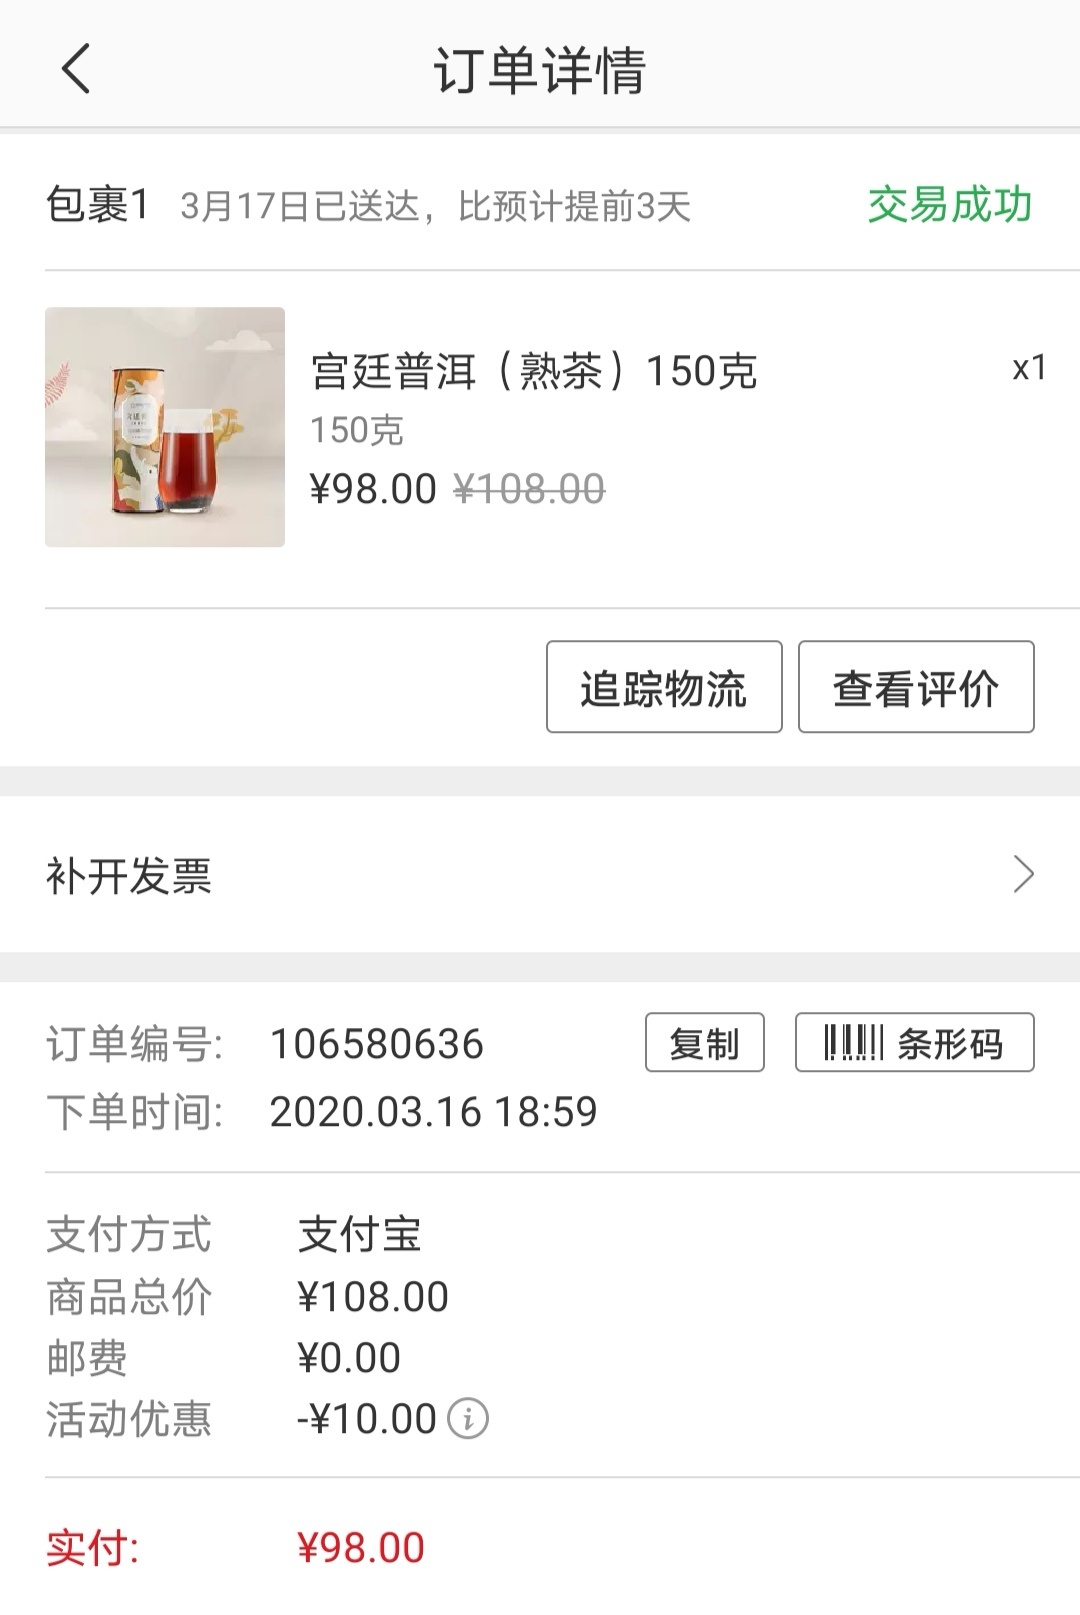 订单详情
包裹1 3月17日已送达，比预计提前3天 交易成功
宫廷普洱（熟茶）150克 x1
150克
¥98.00 ¥108.00
追踪物流 查看评价
补开发票
订单编号: 106580636 复制 条形码
下单时间: 2020.03.16 18:59
支付方式 支付宝
商品总价 ¥108.00
邮费 ¥0.00
活动优惠 -¥10.00
实付: ¥98.00